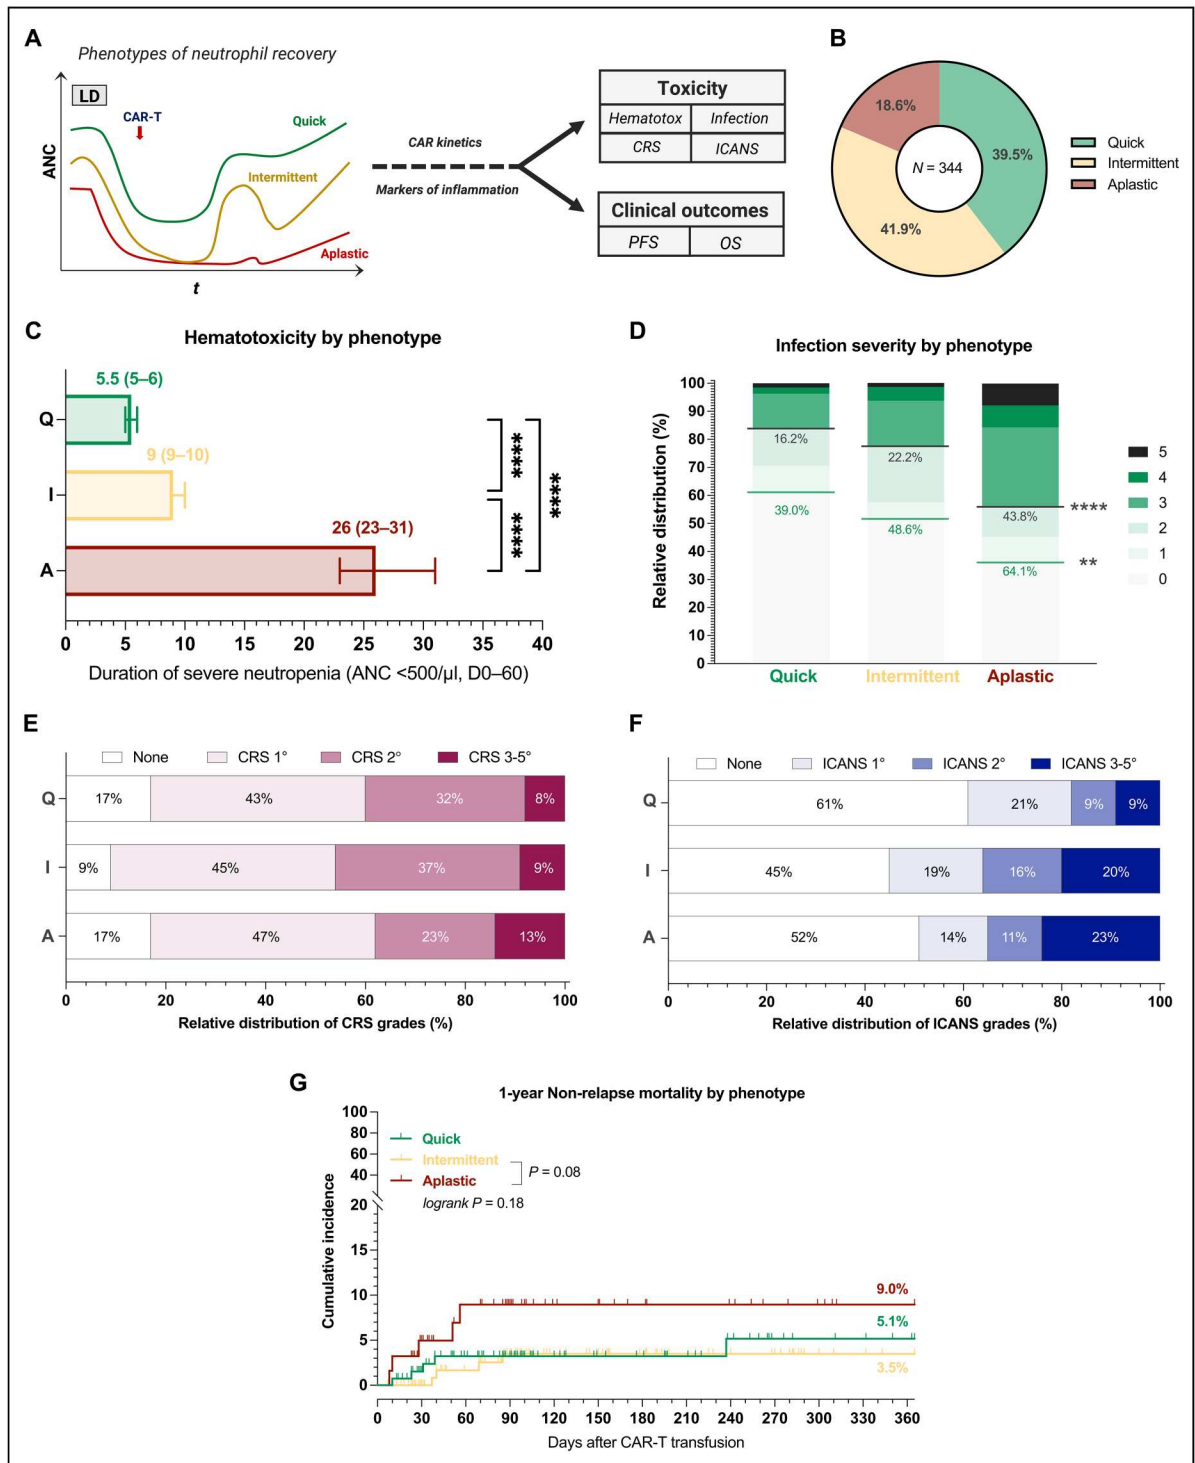 A
Phenotypes of neutrophil recovery
LD
CAR-T
Quick
Intermittent
Aplastic
ANC
t
CAR kinetics
Markers of inflammation
Toxicity
Hematotox Infection
CRS ICANS
Clinical outcomes
PFS OS
B
18.6%
39.5%
N = 344
41.9%
Quick
Intermittent
Aplastic
C
Hematotoxicity by phenotype
5.5 (5–6)
Q
9 (9–10)
I
26 (23–31)
A
****
****
****
0 5 10 15 20 25 30 35 40
Duration of severe neutropenia (ANC <500/µl, D0–60)
D
Infection severity by phenotype
Relative distribution (%)
100
90
80
70
60
50
40
30
20
10
0
16.2%
39.0%
22.2%
48.6%
43.8%
64.1%
****
**
5
4
3
2
1
0
Quick Intermittent Aplastic
E
None CRS 1° CRS 2° CRS 3-5°
Q 17% 43% 32% 8%
I 9% 45% 37% 9%
A 17% 47% 23% 13%
0 20 40 60 80 100
Relative distribution of CRS grades (%)
F
None ICANS 1° ICANS 2° ICANS 3-5°
Q 61% 21% 9% 9%
I 45% 19% 16% 20%
A 52% 14% 11% 23%
0 20 40 60 80 100
Relative distribution of ICANS grades (%)
G
1-year Non-relapse mortality by phenotype
Cumulative incidence
100
80
60
40
20
15
10
5
0
Quick
Intermittent
Aplastic
P = 0.08
logrank P = 0.18
9.0%
5.1%
3.5%
0 30 60 90 120 150 180 210 240 270 300 330 360
Days after CAR-T transfusion